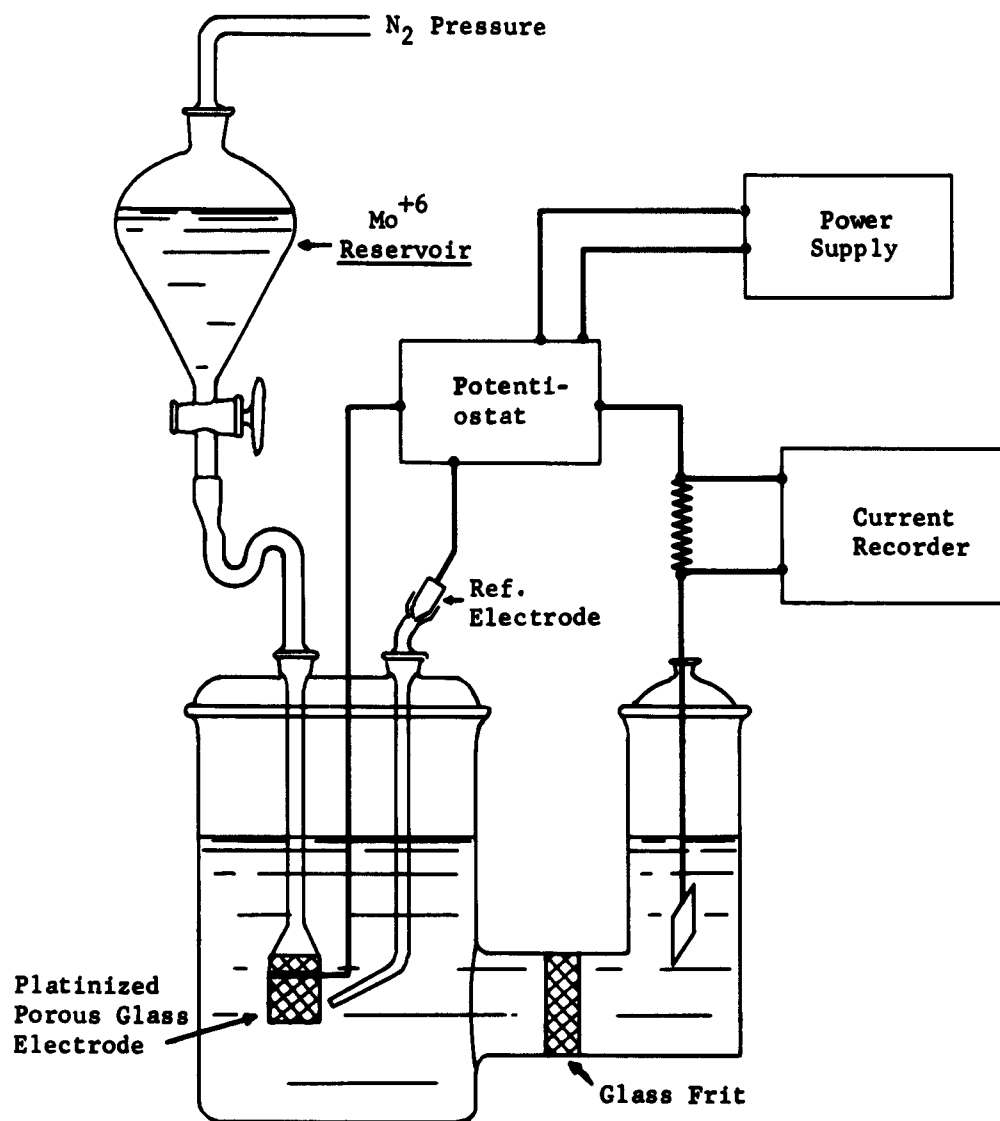 N2 Pressure
Mo+6
Reservoir
Power
Supply
Potenti-
ostat
Current
Recorder
Ref.
Electrode
Platinized
Porous Glass
Electrode
Glass Frit